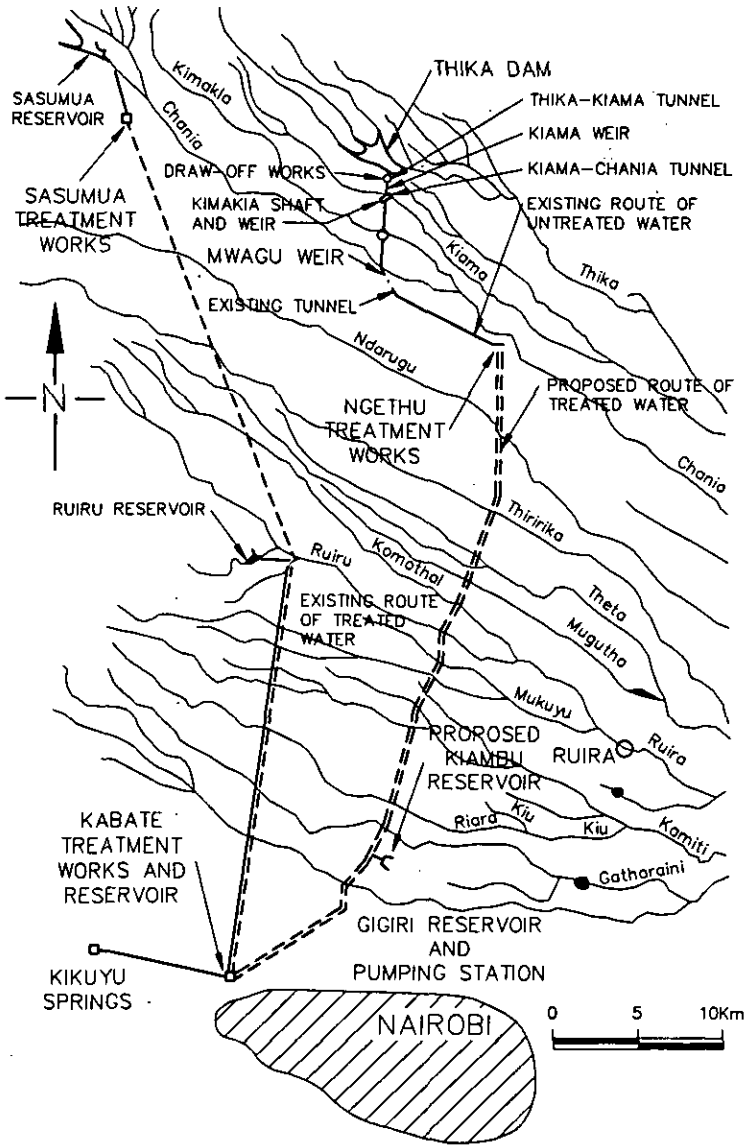 THIKA DAM
Kimakla
SASUMUA
RESERVOIR
Chania
THIKA-KIAMA TUNNEL
KIAMA WEIR
DRAW-OFF WORKS
KIAMA-CHANIA TUNNEL
KIMAKIA SHAFT
AND WEIR
EXISTING ROUTE OF
UNTREATED WATER
SASUMUA
TREATMENT
WORKS
MWAGU WEIR
Kiama
Thika
EXISTING TUNNEL
N
Ndarugu
NGETHU
TREATMENT
WORKS
PROPOSED ROUTE OF
TREATED WATER
Chania
RUIRU RESERVOIR
Ruiru
Thiririka
Komothal
Theta
EXISTING ROUTE
OF TREATED
WATER
Mugutha
Mukuyu
PROPOSED
KIAMBU
RESERVOIR
RUIRA
Ruira
KABATE
TREATMENT
WORKS AND
RESERVOIR
Riara
Kiu
Kiu
Kamiti
Gatharaini
GIGIRI RESERVOIR
AND
PUMPING STATION
KIKUYU
SPRINGS
NAIROBI
0 5 10Km